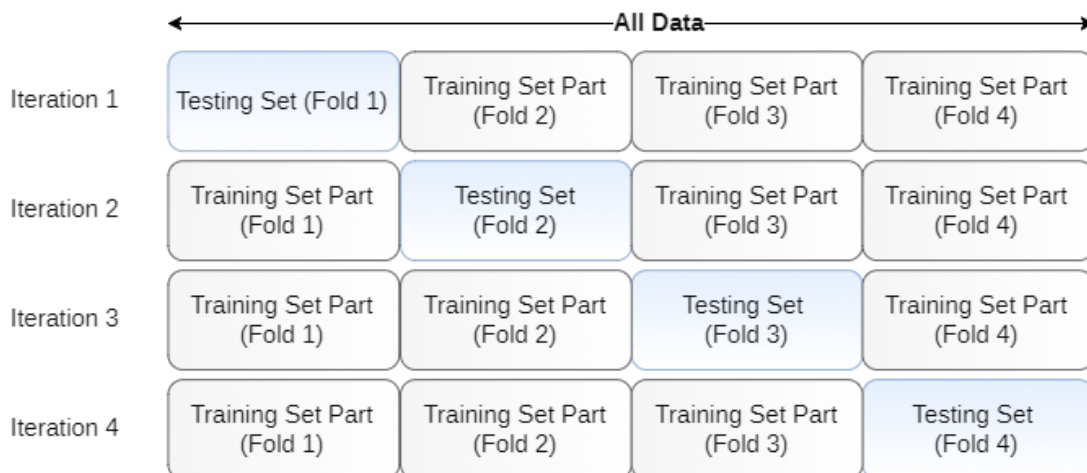 All Data
Iteration 1
Testing Set (Fold 1)
Training Set Part
(Fold 2)
Training Set Part
(Fold 3)
Training Set Part
(Fold 4)
Iteration 2
Training Set Part
(Fold 1)
Testing Set
(Fold 2)
Training Set Part
(Fold 3)
Training Set Part
(Fold 4)
Iteration 3
Training Set Part
(Fold 1)
Training Set Part
(Fold 2)
Testing Set
(Fold 3)
Training Set Part
(Fold 4)
Iteration 4
Training Set Part
(Fold 1)
Training Set Part
(Fold 2)
Training Set Part
(Fold 3)
Testing Set
(Fold 4)